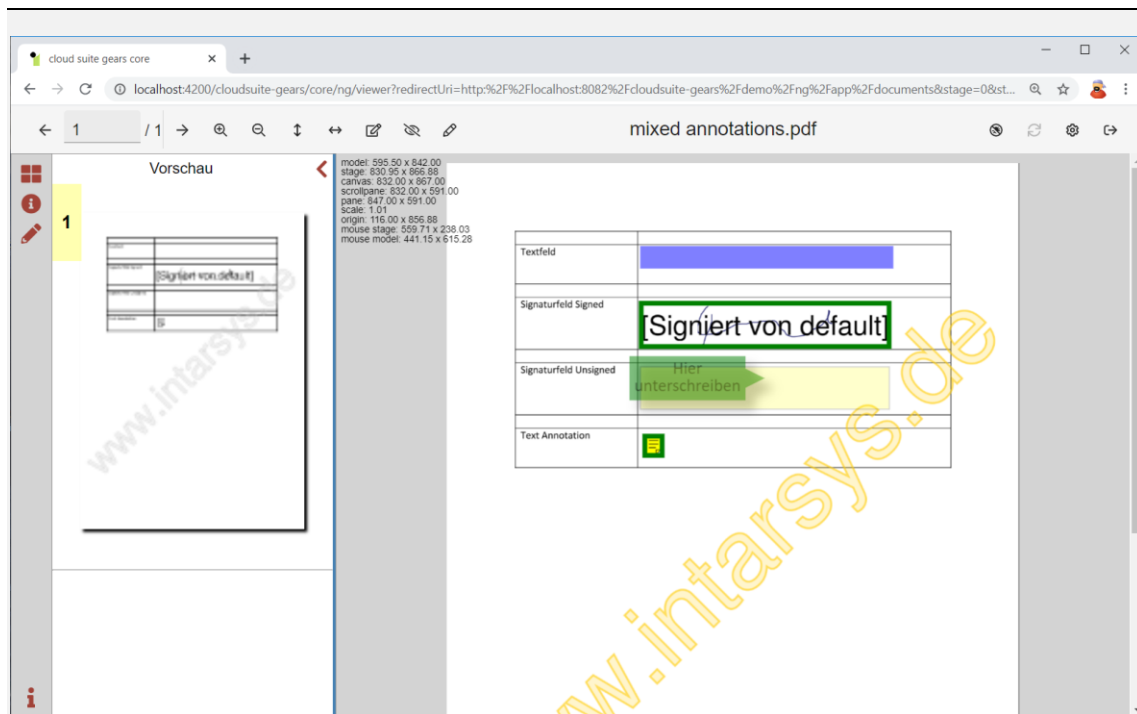 cloud suite gears core
localhost:4200/cloudsuite-gears/core/ng/viewer?redirectUri=http:%2F%2Flocalhost:8082%2Fcloudsuite-gears%2Fdemo%2Fng%2Fapp%2Fdocuments&stage=0&st...
1 / 1 mixed annotations.pdf
Vorschau
1
[Signiert von default]
www.intarsys.de
model: 595.50 x 842.00
stage: 830.95 x 866.88
canvas: 832.00 x 867.00
scrollpane: 832.00 x 591.00
pane: 847.00 x 591.00
scale: 1.01
origin: 116.00 x 856.88
mouse stage: 559.71 x 238.03
mouse model: 441.15 x 615.28
Textfeld
Signaturfeld Signed
[Signiert von default]
Signaturfeld Unsigned
Hier
unterschreiben
Text Annotation
ww.intarsys.de